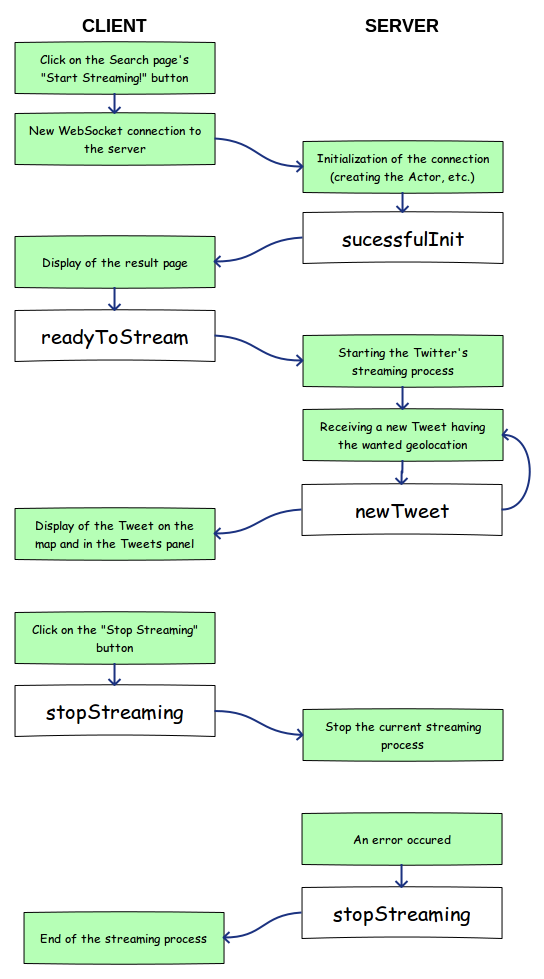 CLIENT
SERVER
Click on the Search page's
"Start Streaming!" button
New WebSocket connection to
the server
Initialization of the connection
(creating the Actor, etc.)
sucessfulInit
Display of the result page
readyToStream
Starting the Twitter's
streaming process
Receiving a new Tweet having
the wanted geolocation
newTweet
Display of the Tweet on the
map and in the Tweets panel
Click on the "Stop Streaming"
button
stopStreaming
Stop the current streaming
process
An error occured
stopStreaming
End of the streaming process